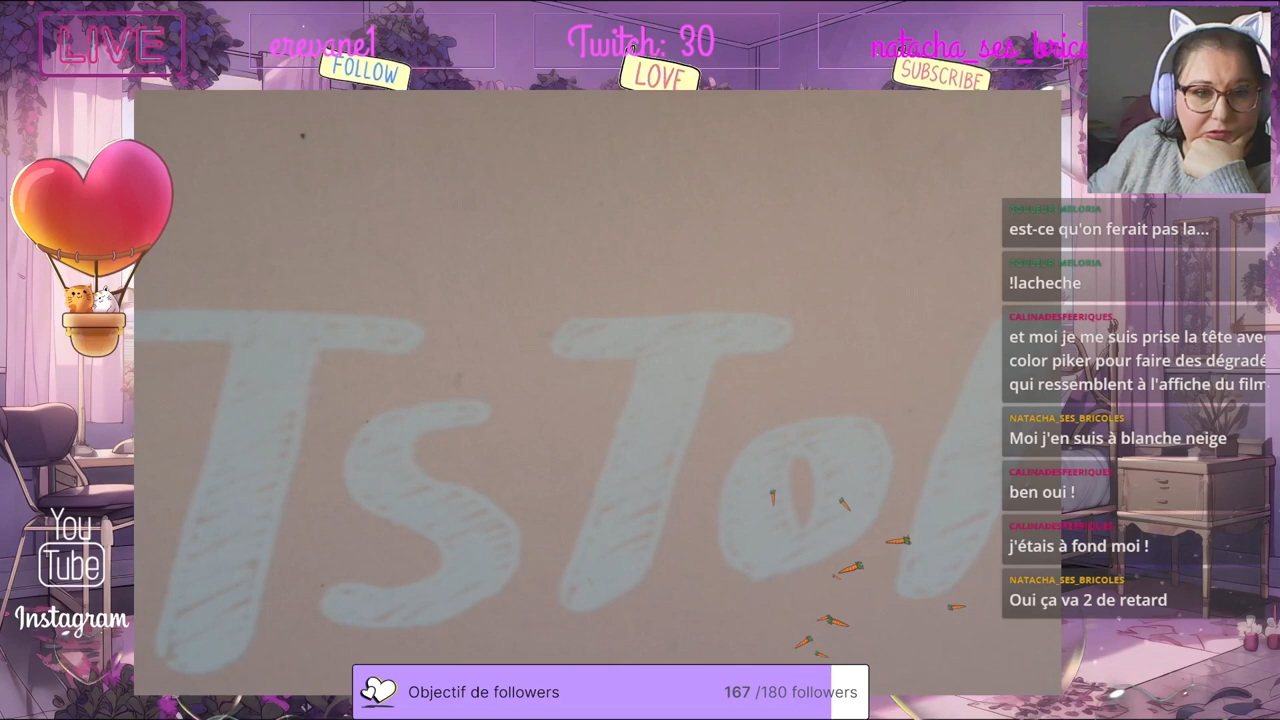 LIVE
erevane1
FOLLOW
Twitch: 30
LOVE
natacha_ses_brico
SUBSCRIBE
TsTol
MELORIA
est-ce qu'on ferait pas la...
MELORIA
!lacheche
CALINADESFEERIQUES
et moi je me suis prise la tête ave
color piker pour faire des dégradé
qui ressemblent à l'affiche du film
NATACHA_SES_BRICOLES
Moi j'en suis à blanche neige
CALINADESFEERIQUES
ben oui !
CALINADESFEERIQUES
j'étais à fond moi !
NATACHA_SES_BRICOLES
Oui ça va 2 de retard
You
Tube
Instagram
Objectif de followers
167 /180 followers